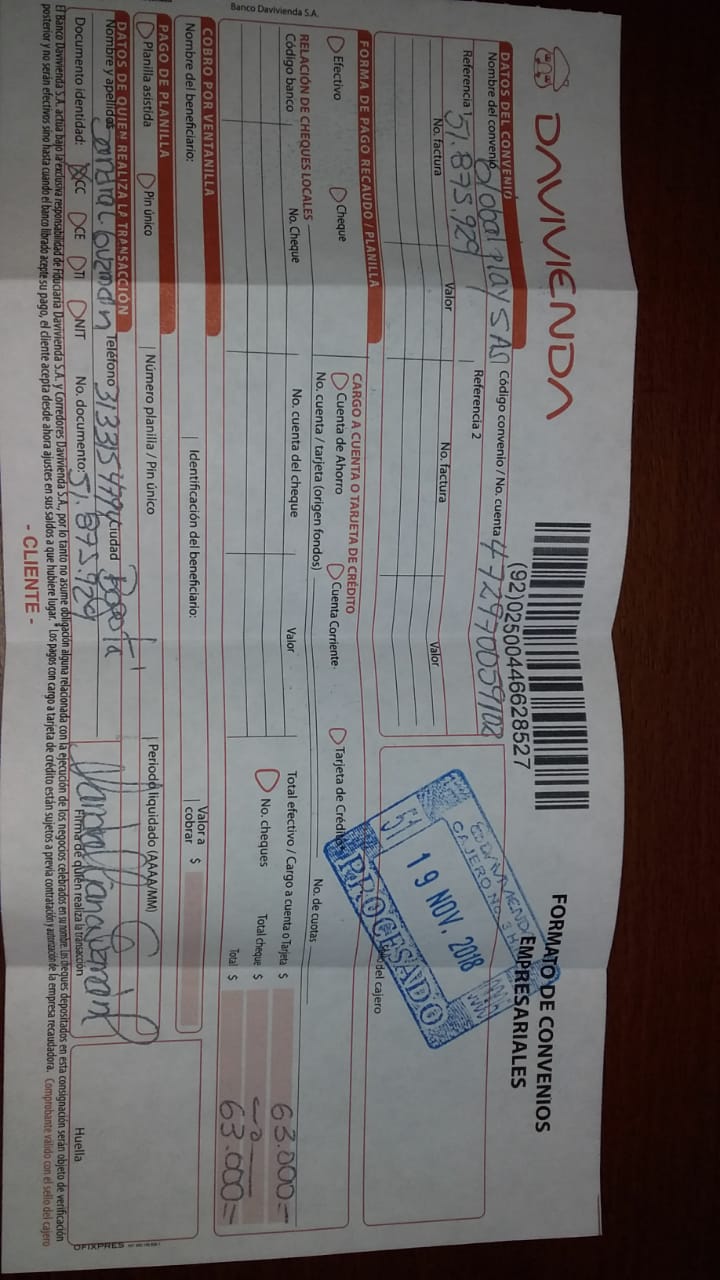 DAVIVIENDA
(92)02500446628527
FORMATO DE CONVENIOS
EMPRESARIALES
DATOS DEL CONVENIO
Nombre del convenio Global play SAS Código convenio / No. cuenta
Referencia 1 51.875.929 Referencia 2
No. factura Valor No. factura Valor
CAJERO No. 3
51 19 NOV. 2018
PROCESADO
del cajero
FORMA DE PAGO RECAUDO / PLANILLA
Efectivo Cheque
CARGO A CUENTA O TARJETA DE CRÉDITO
Cuenta de Ahorro Cuenta Corriente Tarjeta de Crédito
No. cuenta / tarjeta (origen fondos) No. de cuotas
RELACIÓN DE CHEQUES LOCALES
Código banco No. Cheque No. cuenta del cheque Valor
Total efectivo / Cargo a cuenta o Tarjeta $ 63.000=
No. cheques Total cheque $
Total $ 63.000=
COBRO POR VENTANILLA
Nombre del beneficiario: Identificación del beneficiario: Valor a cobrar $
PAGO DE PLANILLA
Planilla asistida Pin único Número planilla / Pin único Periodo liquidado (AAAA/MM)
DATOS DE QUIEN REALIZA LA TRANSACCIÓN
Nombre y apellidos Sandra Guzmán Teléfono Ciudad Bogotá
Documento identidad: CC CE TI NIT No. documento: 51.875.929
Firma de quien realiza la transacción
Huella
El Banco Davivienda S.A. actúa bajo la exclusiva responsabilidad de Fiduciaria Davivienda S.A. y Corredores Davivienda S.A., por lo tanto no asume obligación alguna relacionada con la ejecución de los negocios celebrados en su nombre. Los cheques depositados en esta consignación serán objeto de verificación
posterior y no serán efectivos sino hasta cuando el banco librado acepte su pago, el cliente acepta desde ahora ajustes en sus saldos a que hubiere lugar. * Los pagos con cargo a tarjeta de crédito están sujetos a previa contratación y autorización de la empresa recaudadora. Comprobante válido con el sello del cajero
- CLIENTE -
Banco Davivienda S.A.
OFIXPRES